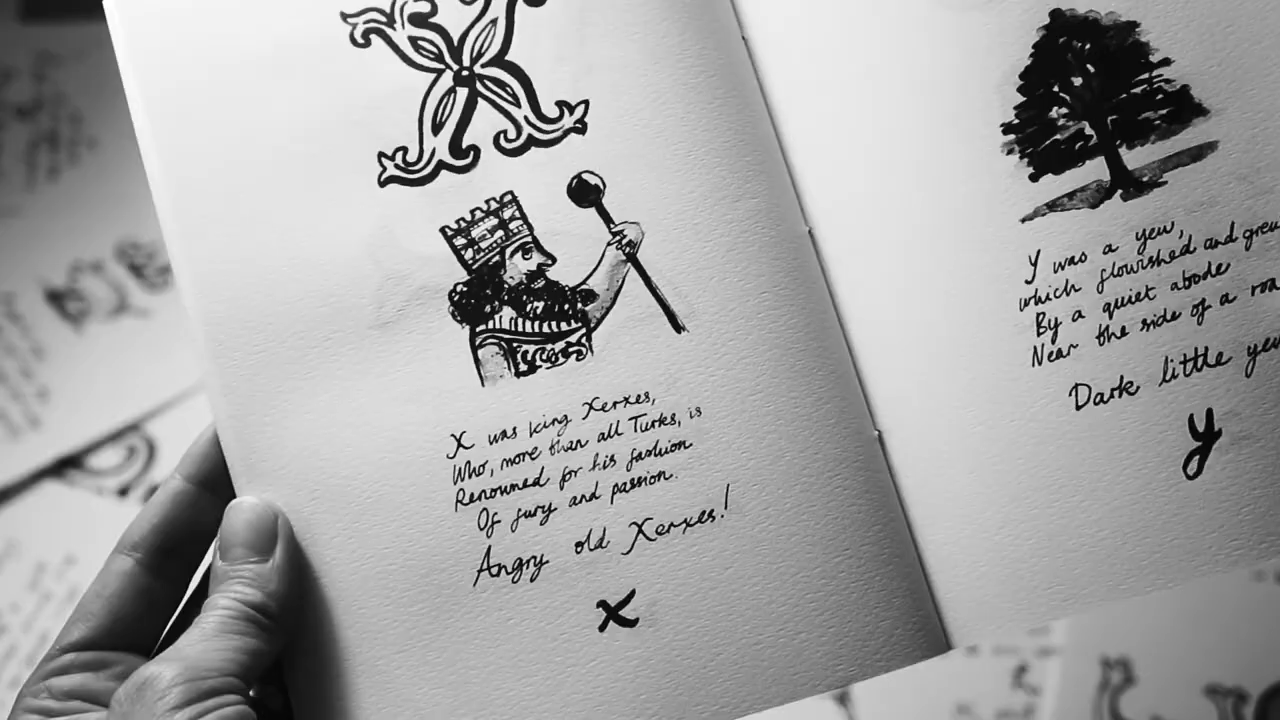 X
X was king Xerxes,
Who, more than all Turks, is
Renowned for his fashion
Of fury and passion.
Angry old Xerxes!
x
Y was a yew,
which flourished and grew
By a quiet abode
Near the side of a
Dark little yew
y